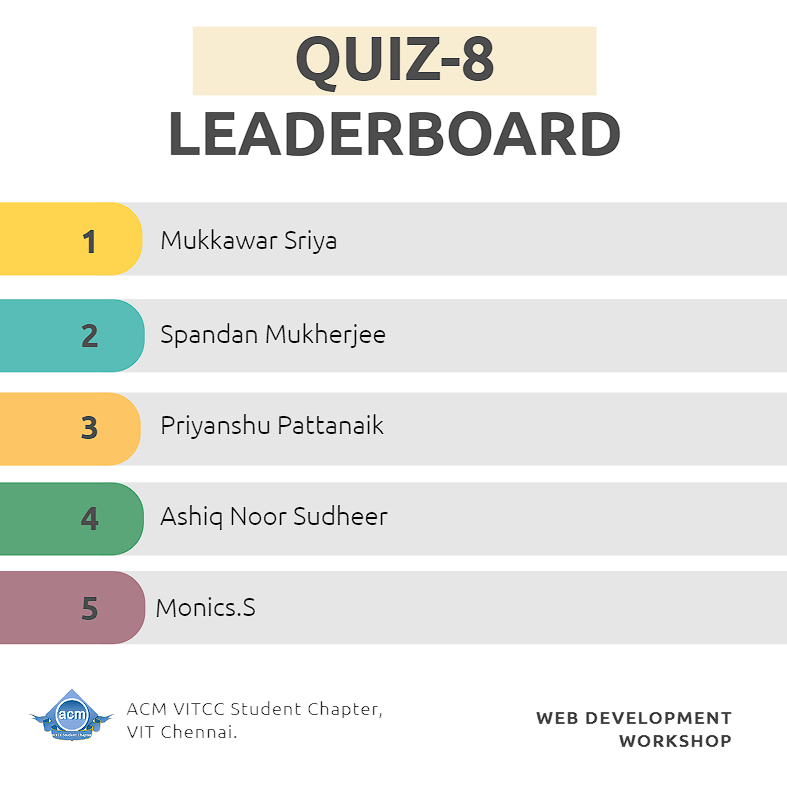 QUIZ-8
LEADERBOARD
1 Mukkawar Sriya
2 Spandan Mukherjee
3 Priyanshu Pattanaik
4 Ashiq Noor Sudheer
5 Monics.S
acm
ACM VITCC Student Chapter,
VIT Chennai.
WEB DEVELOPMENT
WORKSHOP